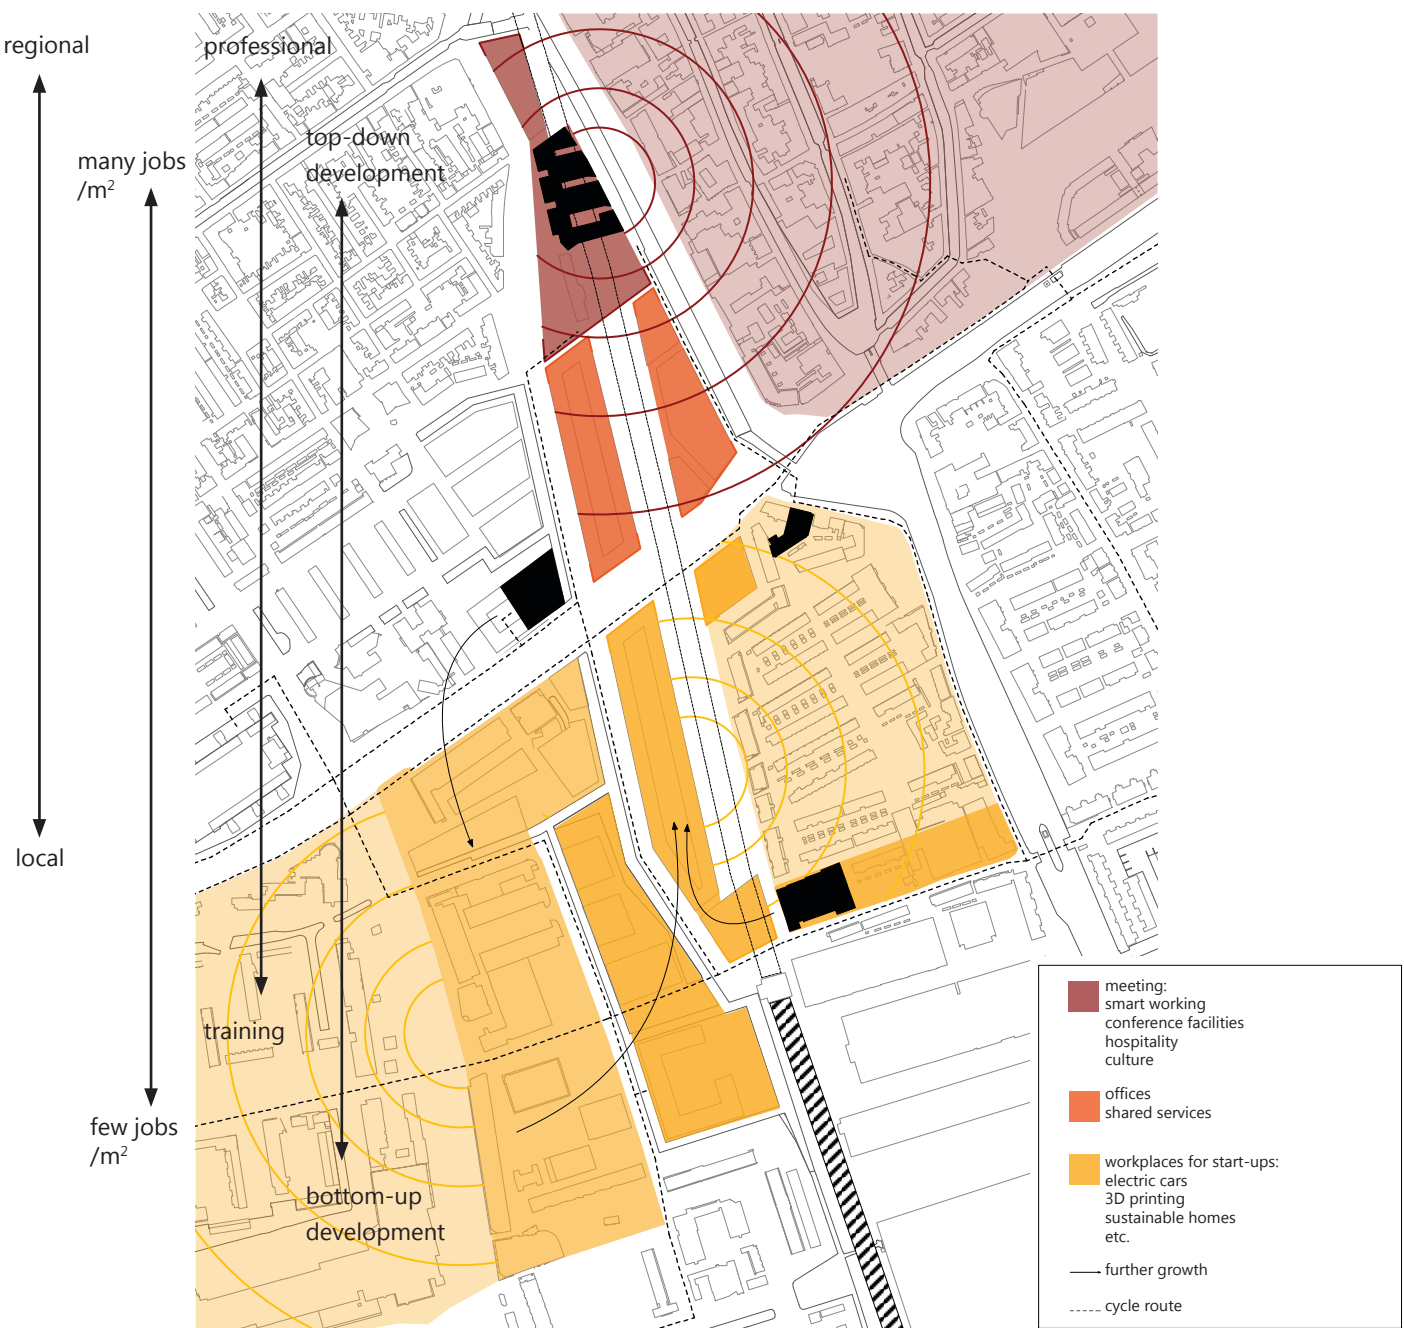 regional
professional
top-down
development
many jobs
/m²
local
training
few jobs
/m²
bottom-up
development
meeting:
smart working
conference facilities
hospitality
culture
offices
shared services
workplaces for start-ups:
electric cars
3D printing
sustainable homes
etc.
further growth
cycle route